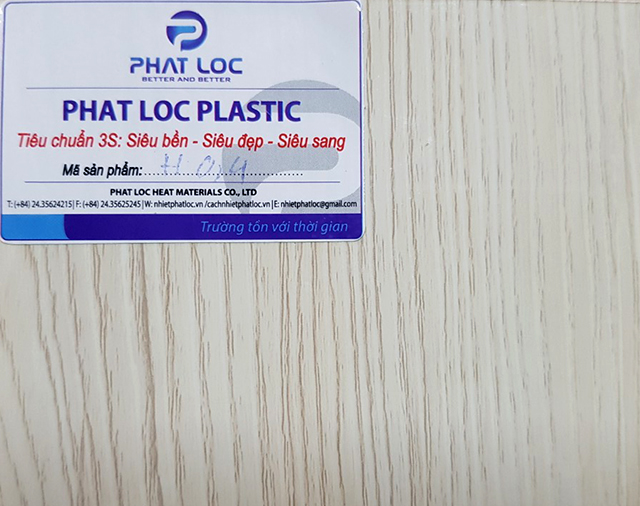 PHAT LOC
BETTER AND BETTER
PHAT LOC PLASTIC
Tiêu chuẩn 3S: Siêu bền - Siêu đẹp - Siêu sang
Mã sản phẩm:
PHAT LOC HEAT MATERIALS CO., LTD
T: (+84) 24.35624215| F: (+84) 24.35625245 | W: nhietphatloc.vn /cachnhietphatloc.vn | E: nhietphatloc@gmail.com
Trường tồn với thời gian